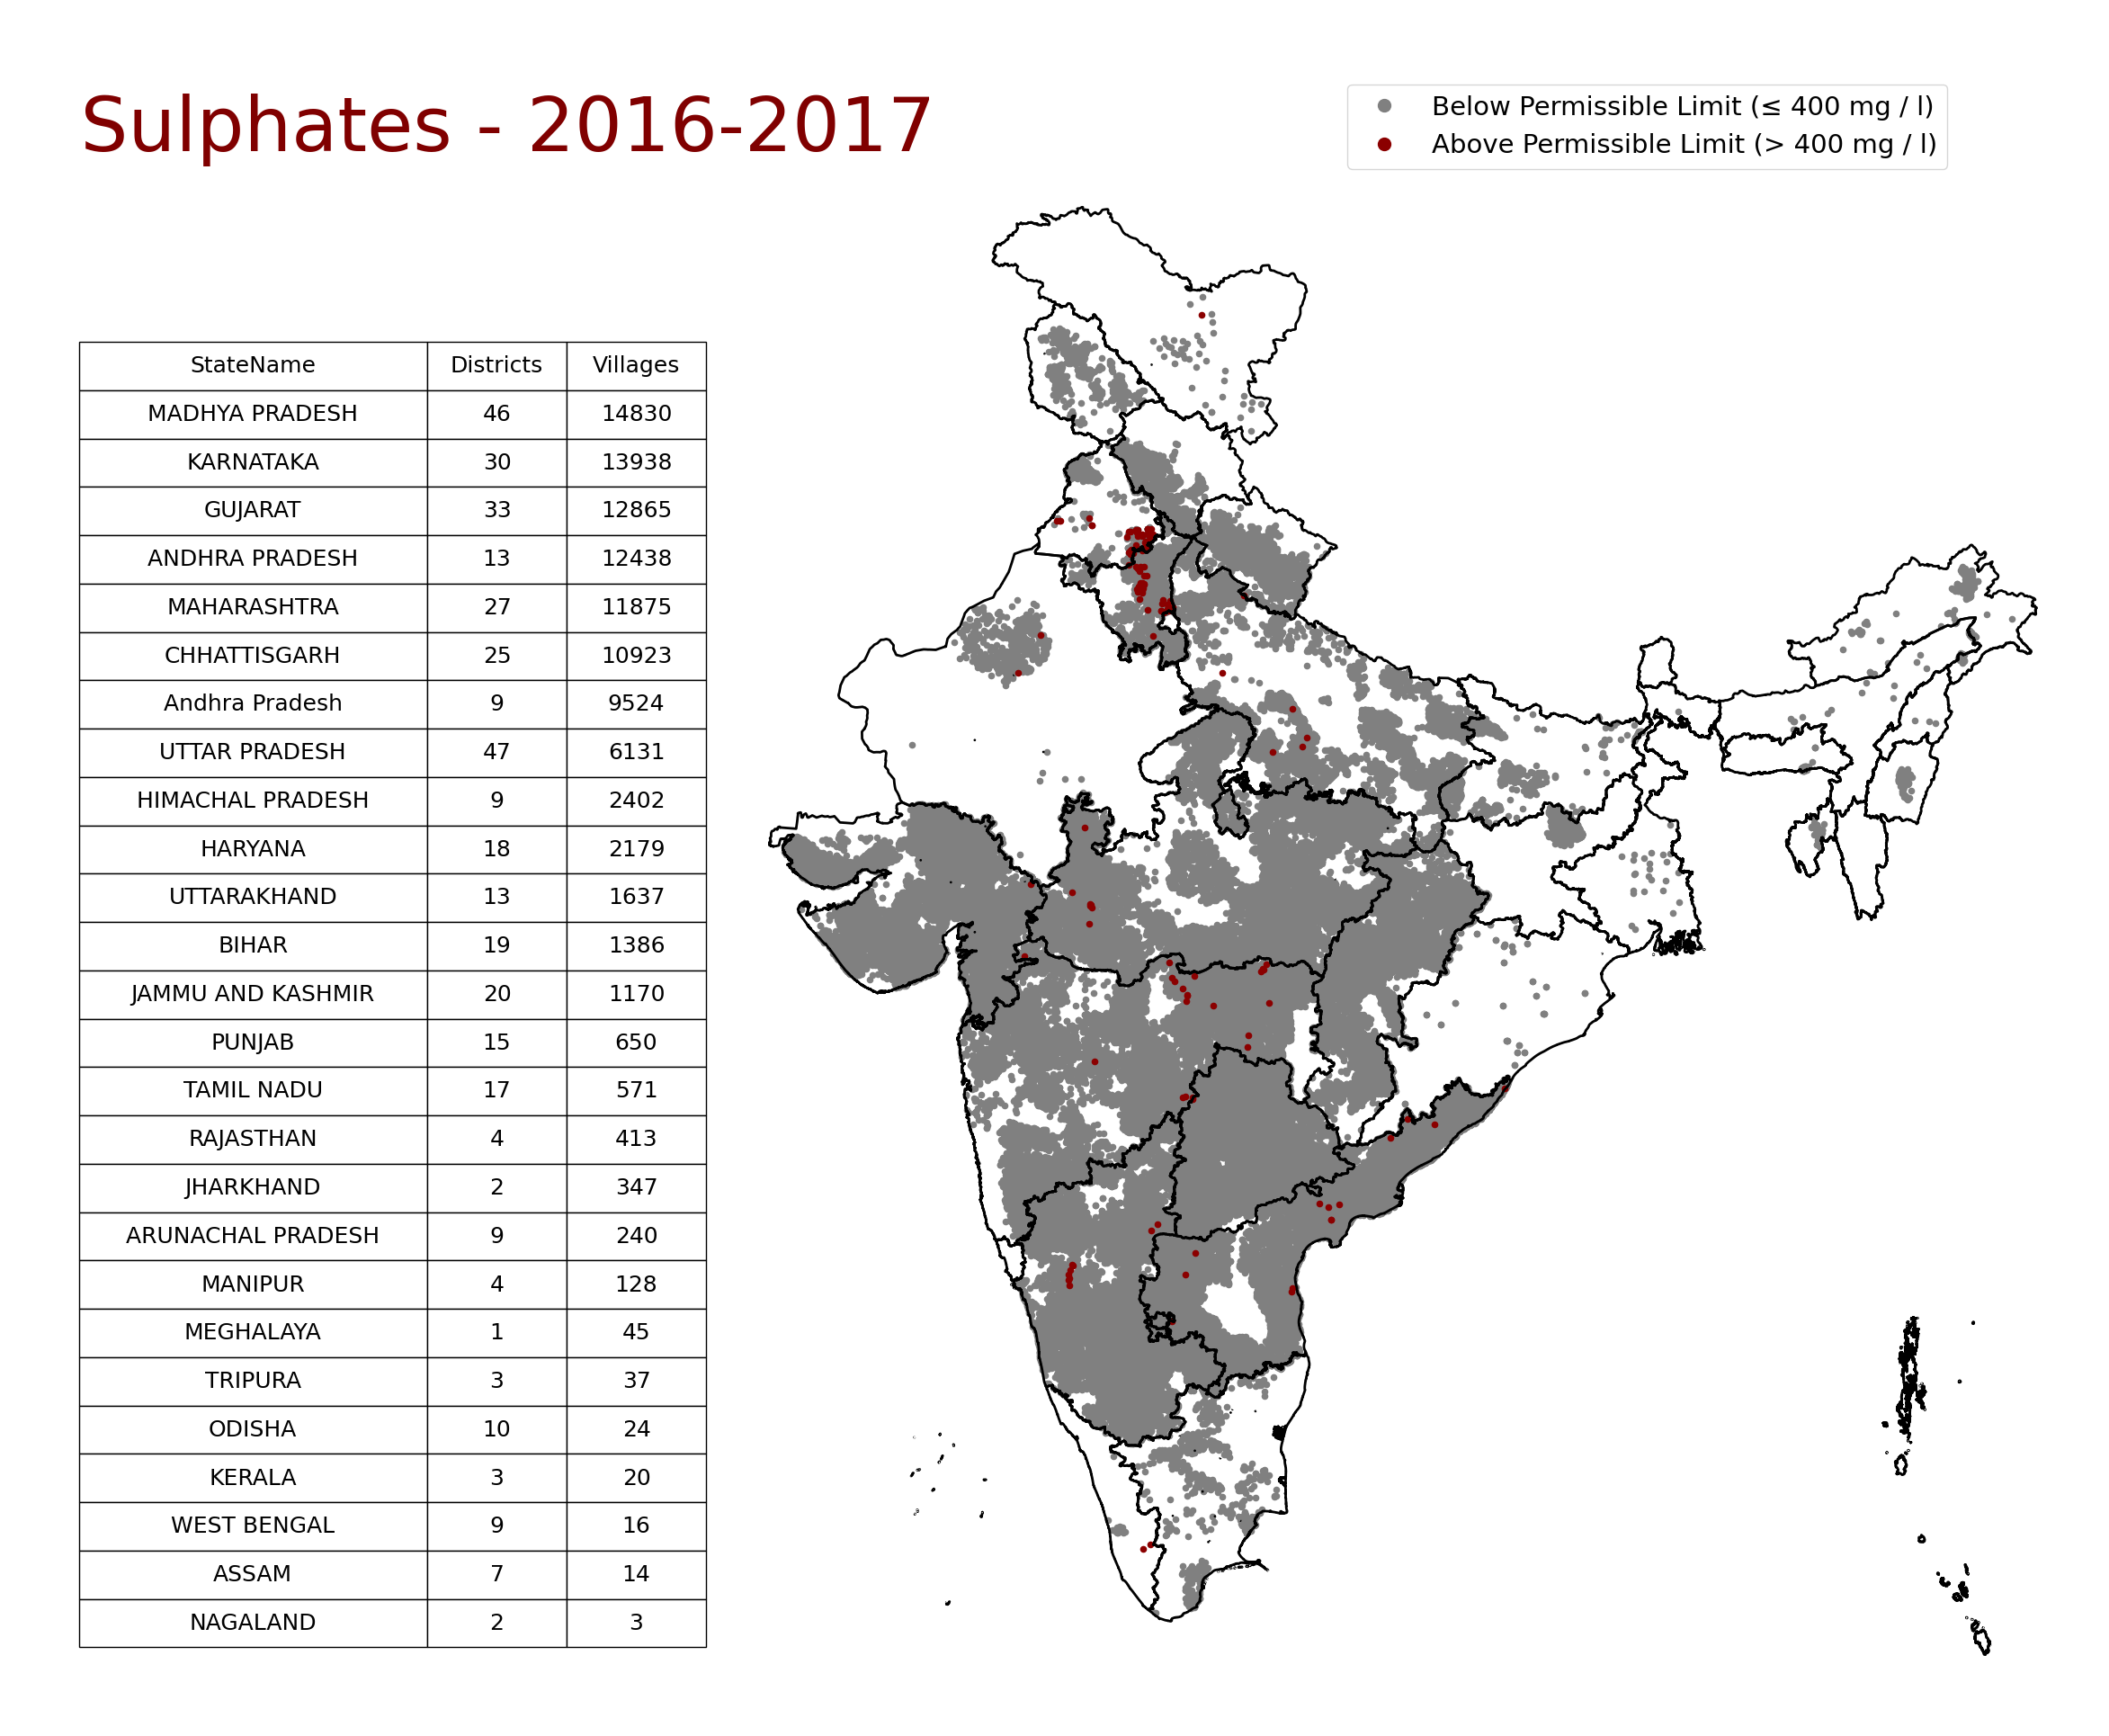 Sulphates - 2016-2017
Below Permissible Limit (≤ 400 mg / l)
Above Permissible Limit (> 400 mg / l)
StateName Districts Villages
MADHYA PRADESH 46 14830
KARNATAKA 30 13938
GUJARAT 33 12865
ANDHRA PRADESH 13 12438
MAHARASHTRA 27 11875
CHHATTISGARH 25 10923
Andhra Pradesh 9 9524
UTTAR PRADESH 47 6131
HIMACHAL PRADESH 9 2402
HARYANA 18 2179
UTTARAKHAND 13 1637
BIHAR 19 1386
JAMMU AND KASHMIR 20 1170
PUNJAB 15 650
TAMIL NADU 17 571
RAJASTHAN 4 413
JHARKHAND 2 347
ARUNACHAL PRADESH 9 240
MANIPUR 4 128
MEGHALAYA 1 45
TRIPURA 3 37
ODISHA 10 24
KERALA 3 20
WEST BENGAL 9 16
ASSAM 7 14
NAGALAND 2 3